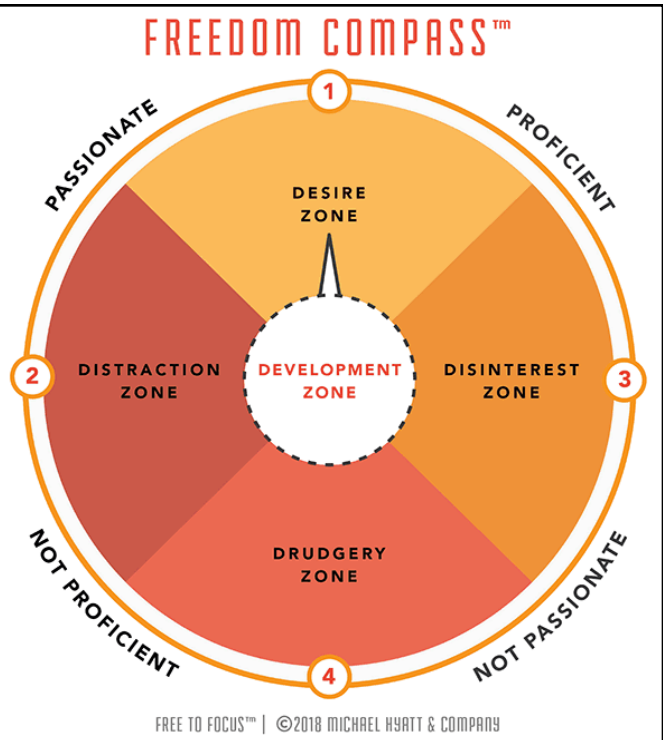 FREEDOM COMPASS™
1
PASSIONATE
PROFICIENT
DESIRE
ZONE
2
DISTRACTION
ZONE
DEVELOPMENT
ZONE
DISINTEREST
ZONE
3
DRUDGERY
ZONE
NOT PROFICIENT
NOT PASSIONATE
4
FREE TO FOCUS™ | ©2018 MICHAEL HYATT & COMPANY